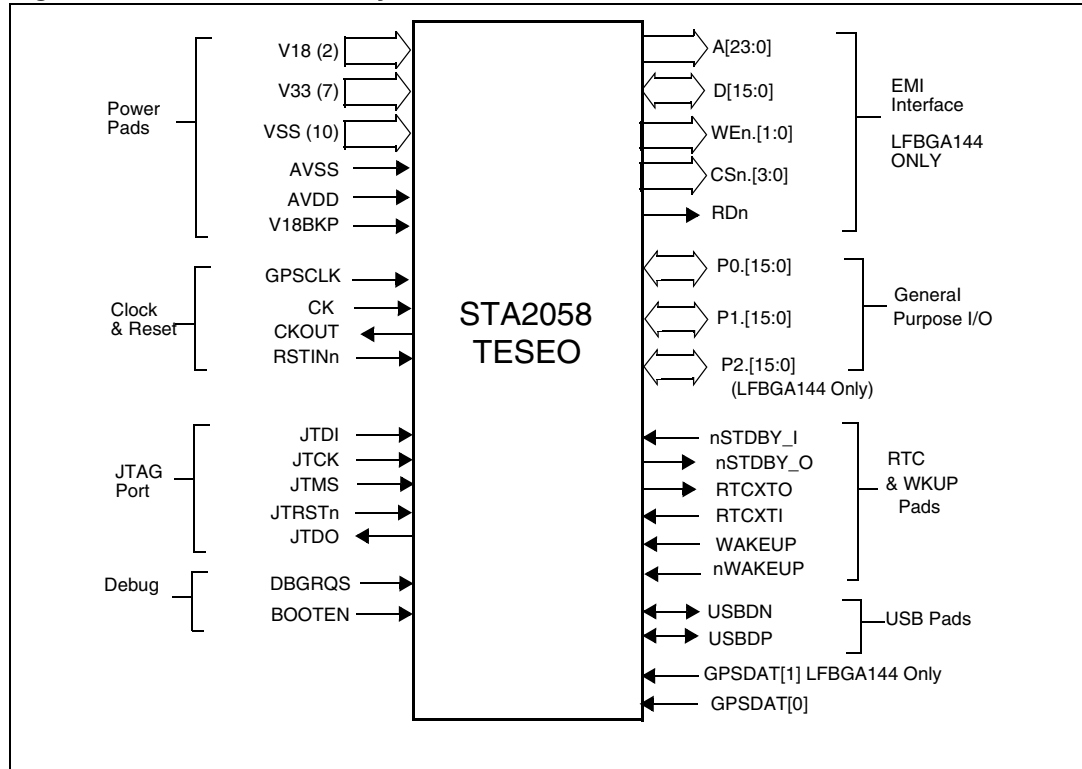 Power
Pads
V18 (2)
V33 (7)
VSS (10)
AVSS
AVDD
V18BKP
Clock
& Reset
GPSCLK
CK
CKOUT
RSTINn
JTAG
Port
JTDI
JTCK
JTMS
JTRSTn
JTDO
Debug
DBGRQS
BOOTEN
STA2058
TESEO
A[23:0]
D[15:0]
WEn.[1:0]
CSn.[3:0]
RDn
EMI
Interface
LFBGA144
ONLY
P0.[15:0]
P1.[15:0]
P2.[15:0]
(LFBGA144 Only)
General
Purpose I/O
nSTDBY_I
nSTDBY_O
RTCXTO
RTCXTI
WAKEUP
nWAKEUP
RTC
& WKUP
Pads
USBDN
USBDP
USB Pads
GPSDAT[1] LFBGA144 Only
GPSDAT[0]